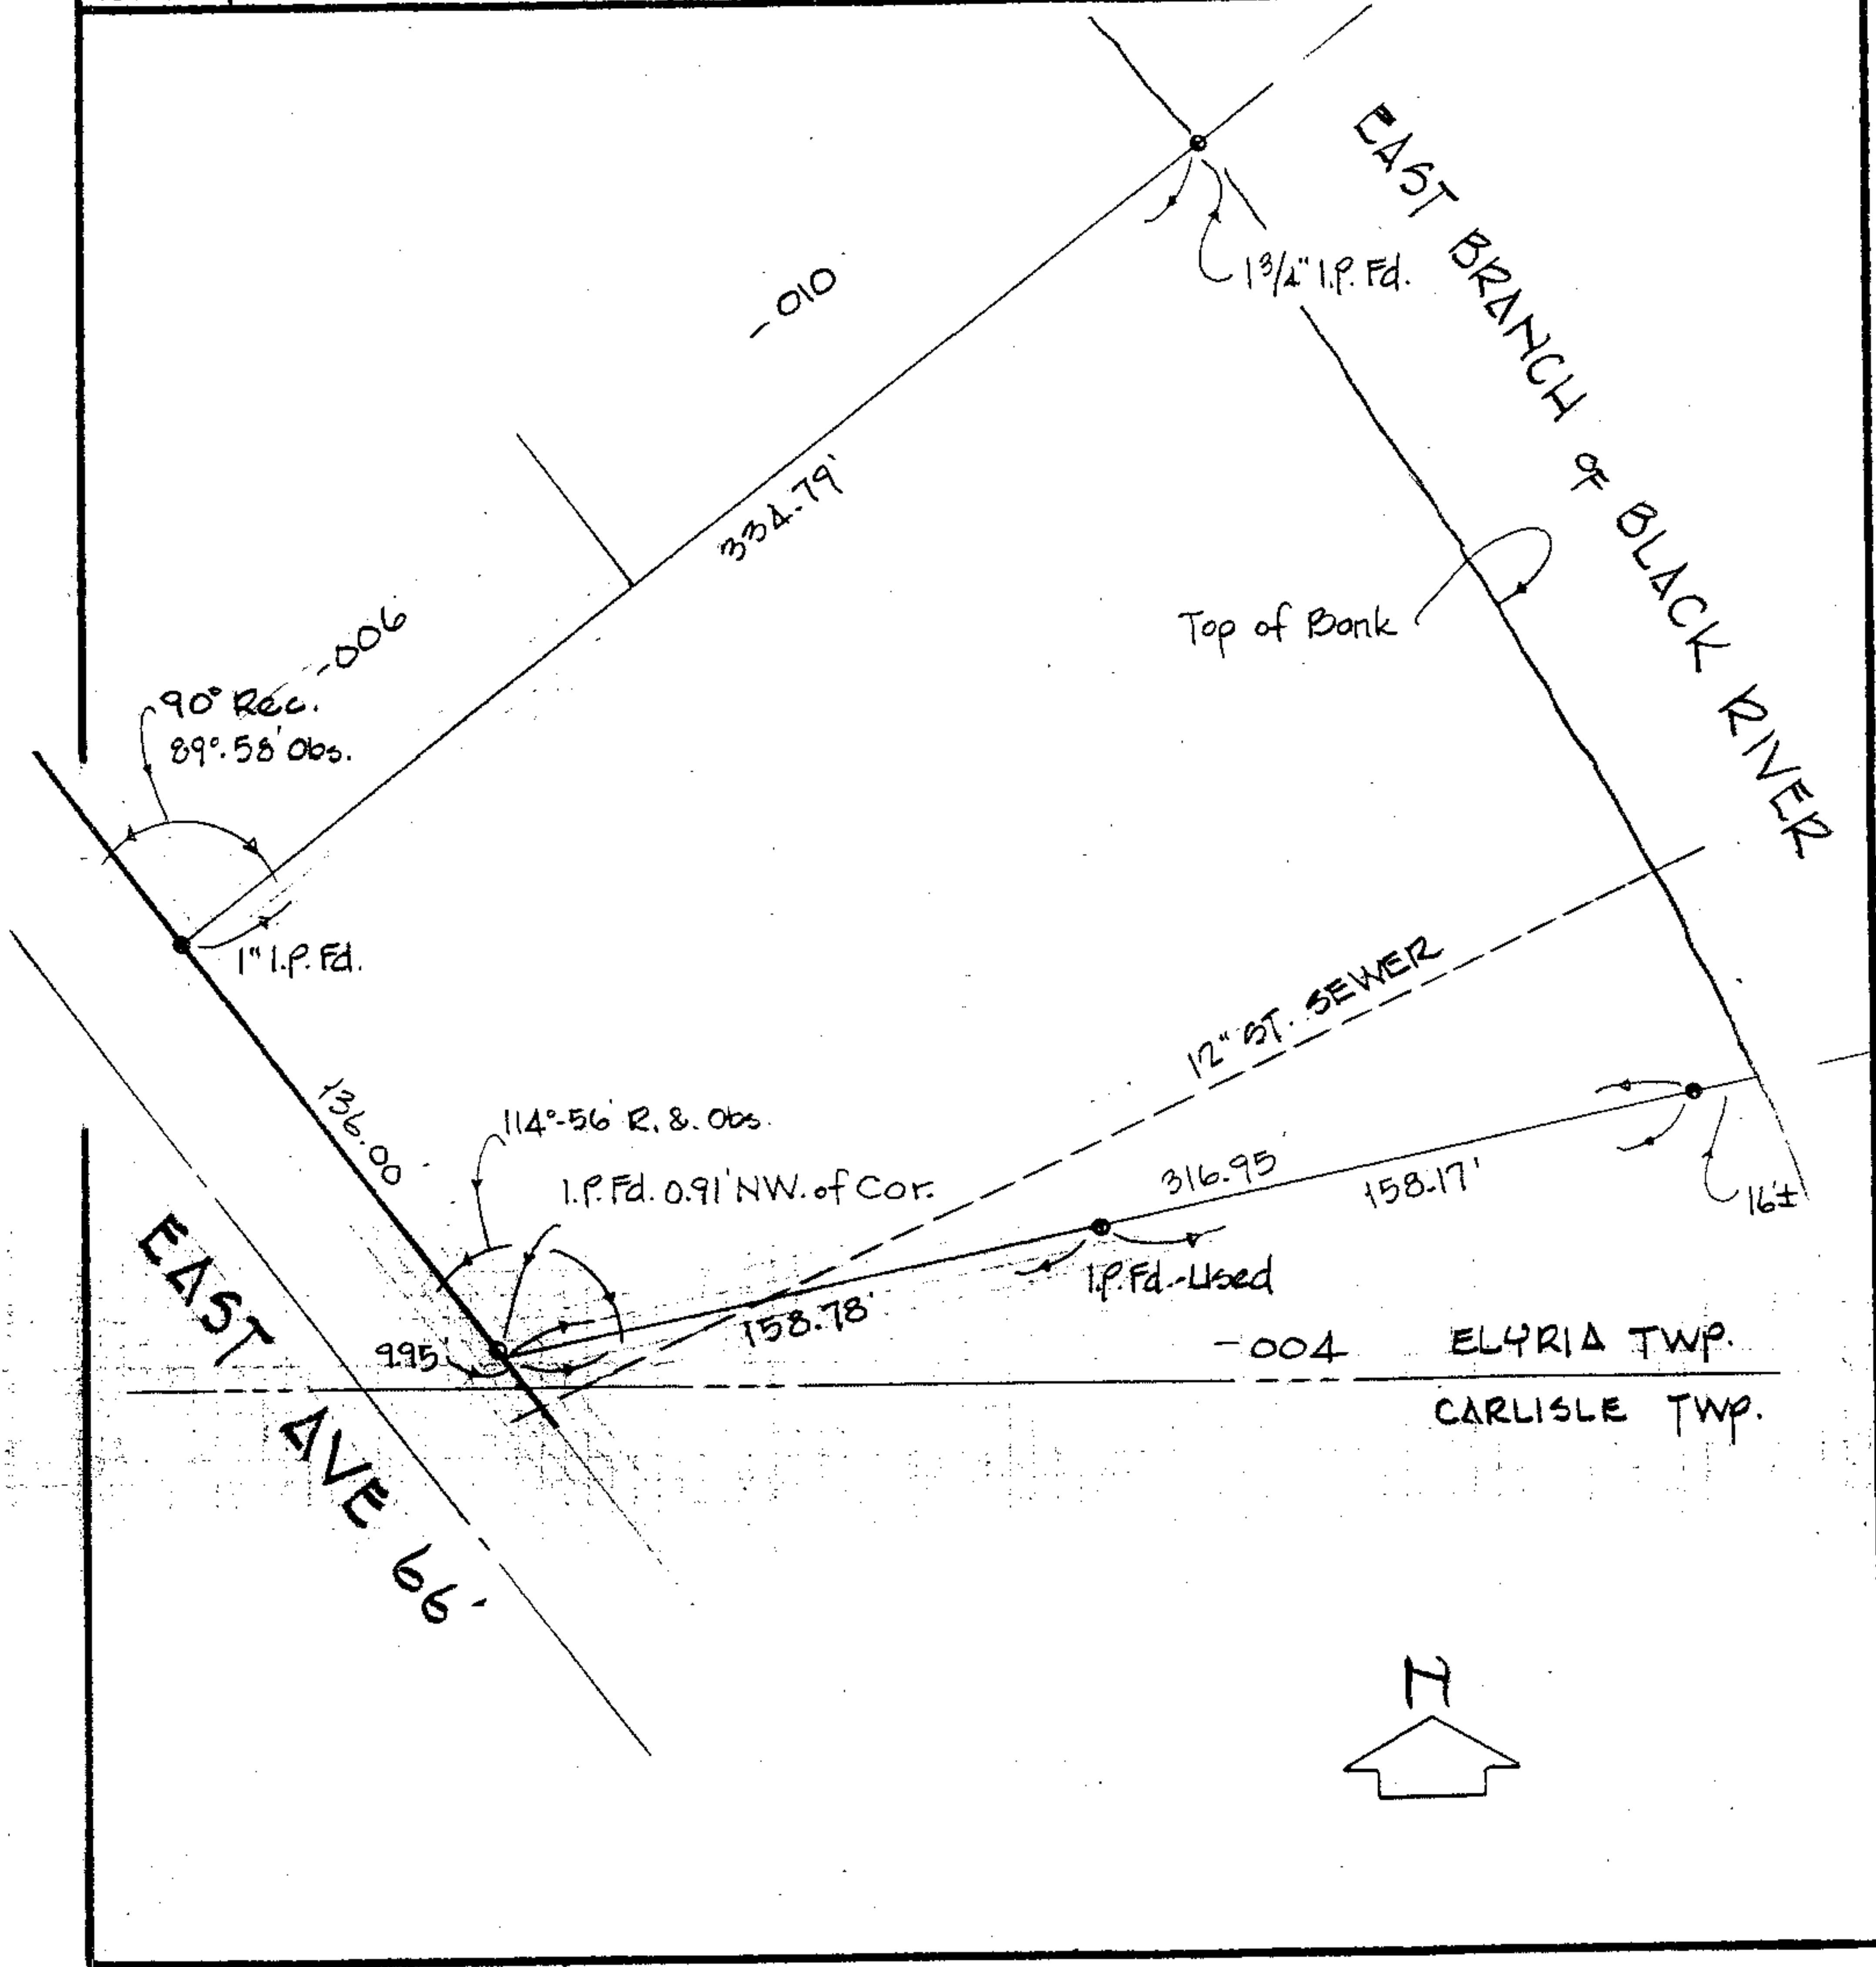 EAST BRANCH of BLACK RIVER
1 3/4" I.P. Fd.
-010
334.79'
-006
Top of Bank
90° Rec.
89°.58' Obs.
1" I.P. Fd.
12" ST. SEWER
136.00
114°-56' R. & Obs.
I.P. Fd. 0.91' NW. of Cor.
316.95'
158.17'
16'±
I.P. Fd.-Used
158.78'
9.95'
-004
ELYRIA TWP.
CARLISLE TWP.
EAST AVE 66'
N